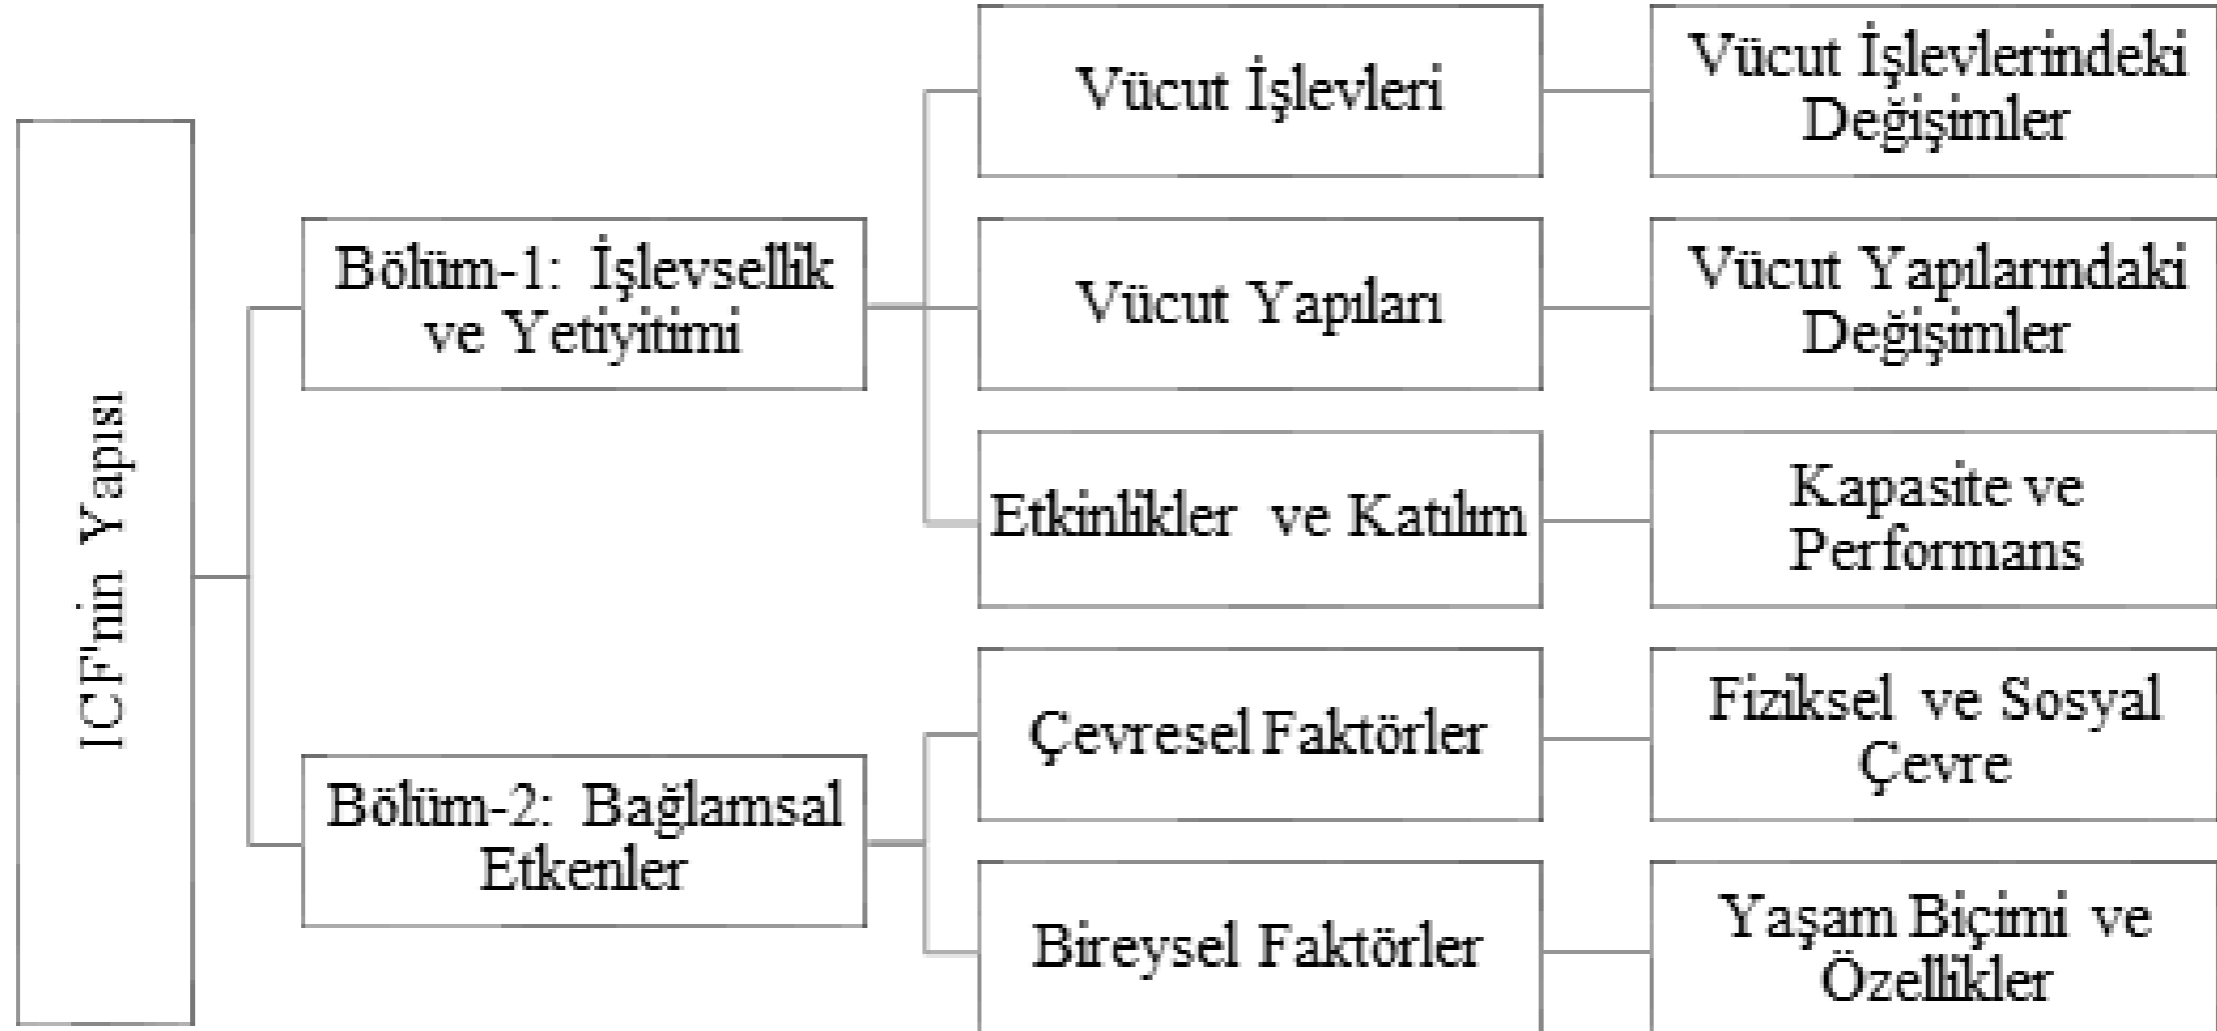 ICF'nin Yapısı
Bölüm-1: İşlevsellik
ve Yetiyitimi
Vücut İşlevleri
Vücut İşlevlerindeki
Değişimler
Vücut Yapıları
Vücut Yapılarındaki
Değişimler
Etkinlikler ve Katılım
Kapasite ve
Performans
Bölüm-2: Bağlamsal
Etkenler
Çevresel Faktörler
Fiziksel ve Sosyal
Çevre
Bireysel Faktörler
Yaşam Biçimi ve
Özellikler